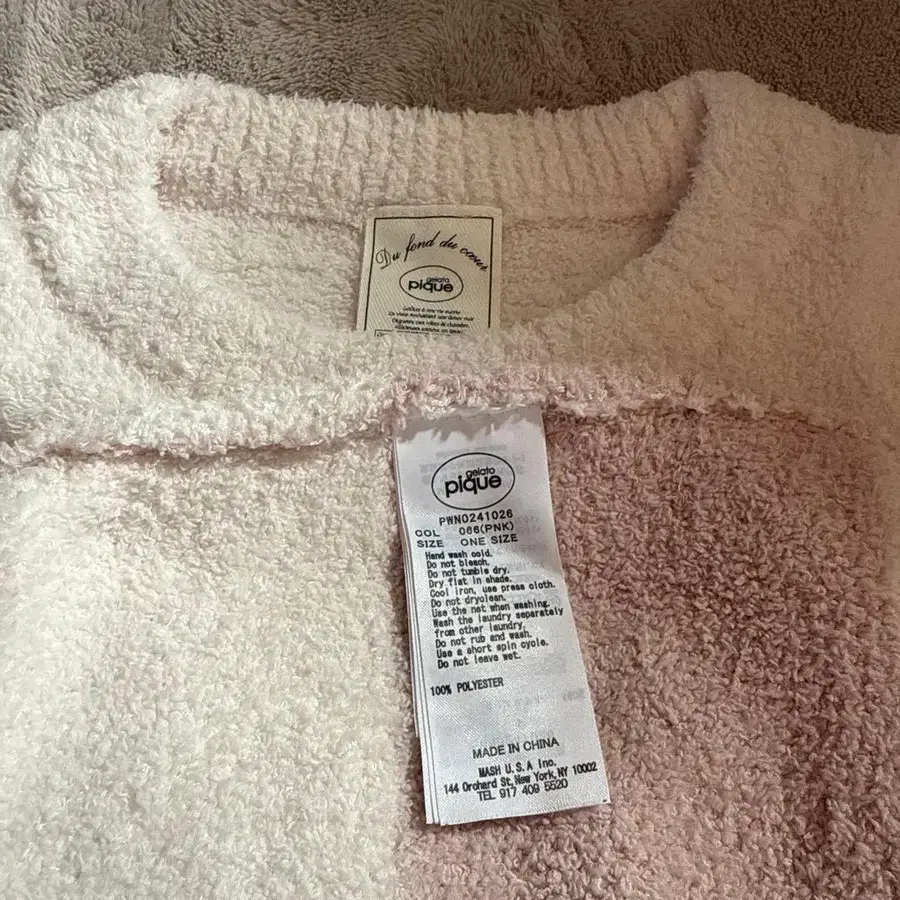 Du fond du cœur
gelato
pique
gelato
pique
PWNO241026
COL 066(PNK)
SIZE ONE SIZE
Hand wash cold.
Do not bleach.
Do not tumble dry.
Dry flat in shade.
Cool iron, use press cloth.
Do not dryclean.
Use the net when washing.
Wash the laundry separately
from other laundry.
Do not rub and wash.
Use a short spin cycle.
Do not leave wet.
100% POLYESTER
MADE IN CHINA
MASH U.S.A Inc.
144 Orchard St,New York,NY 10002
TEL 917 409 5520